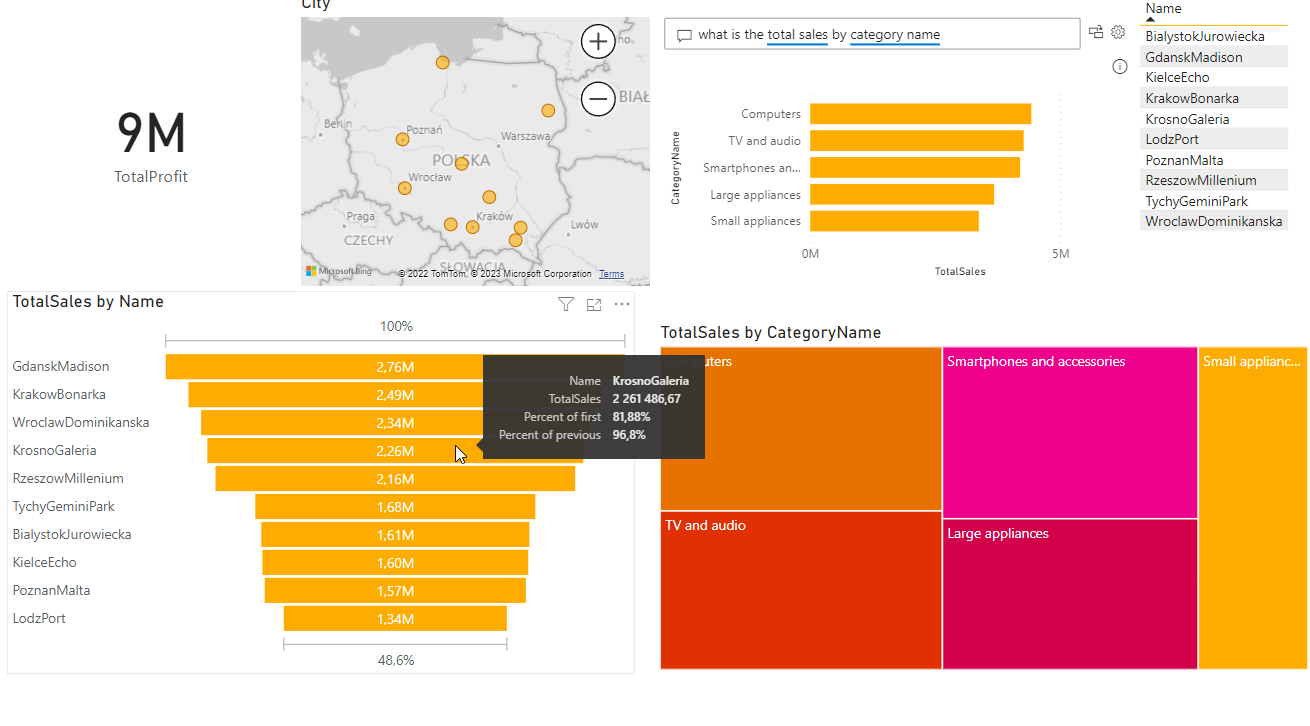 City
9M
TotalProfit
Berlin
Poznań
Warszawa
POLSKA
Wrocław
Praga
Kraków
CZECHY
Lwów
SŁOWACJA
BIAŁ
no.
Microsoft Bing
© 2022 TomTom, © 2023 Microsoft Corporation Terms
what is the total sales by category name
CategoryName
Computers
TV and audio
Smartphones an...
Large appliances
Small appliances
0M 5M
TotalSales
Name
BialystokJurowiecka
GdanskMadison
KielceEcho
KrakowBonarka
KrosnoGaleria
LodzPort
PoznanMalta
RzeszowMillenium
TychyGeminiPark
WroclawDominikanska
TotalSales by Name
100%
GdanskMadison 2,76M
KrakowBonarka 2,49M
WroclawDominikanska 2,34M
KrosnoGaleria 2,26M
RzeszowMillenium 2,16M
TychyGeminiPark 1,68M
BialystokJurowiecka 1,61M
KielceEcho 1,60M
PoznanMalta 1,57M
LodzPort 1,34M
48,6%
Name KrosnoGaleria
TotalSales 2 261 486,67
Percent of first 81,88%
Percent of previous 96,8%
TotalSales by CategoryName
Computers
Smartphones and accessories
Small applianc...
TV and audio
Large appliances